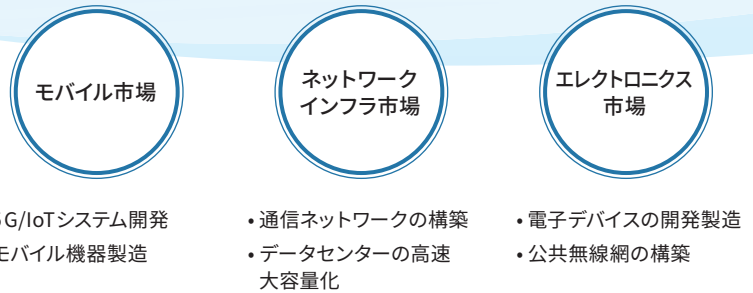 モバイル市場
ネットワーク
インフラ市場
エレクトロニクス
市場
5G/IoTシステム開発
モバイル機器製造
• 通信ネットワークの構築
• データセンターの高速
大容量化
• 電子デバイスの開発製造
• 公共無線網の構築